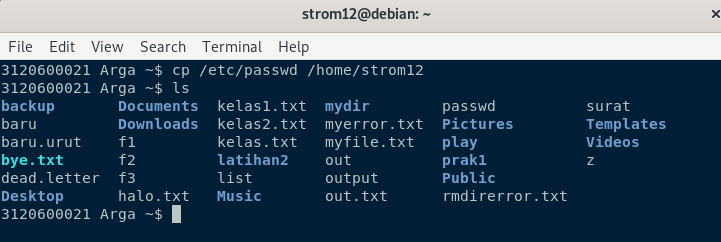 strom12@debian: ~
File Edit View Search Terminal Help
3120600021 Arga ~$ cp /etc/passwd /home/strom12
3120600021 Arga ~$ ls
backup Documents kelas1.txt mydir passwd surat
baru Downloads kelas2.txt myerror.txt Pictures Templates
baru.urut f1 kelas.txt myfile.txt play Videos
bye.txt f2 latihan2 out prak1 z
dead.letter f3 list output Public
Desktop halo.txt Music out.txt rmdirerror.txt
3120600021 Arga ~$